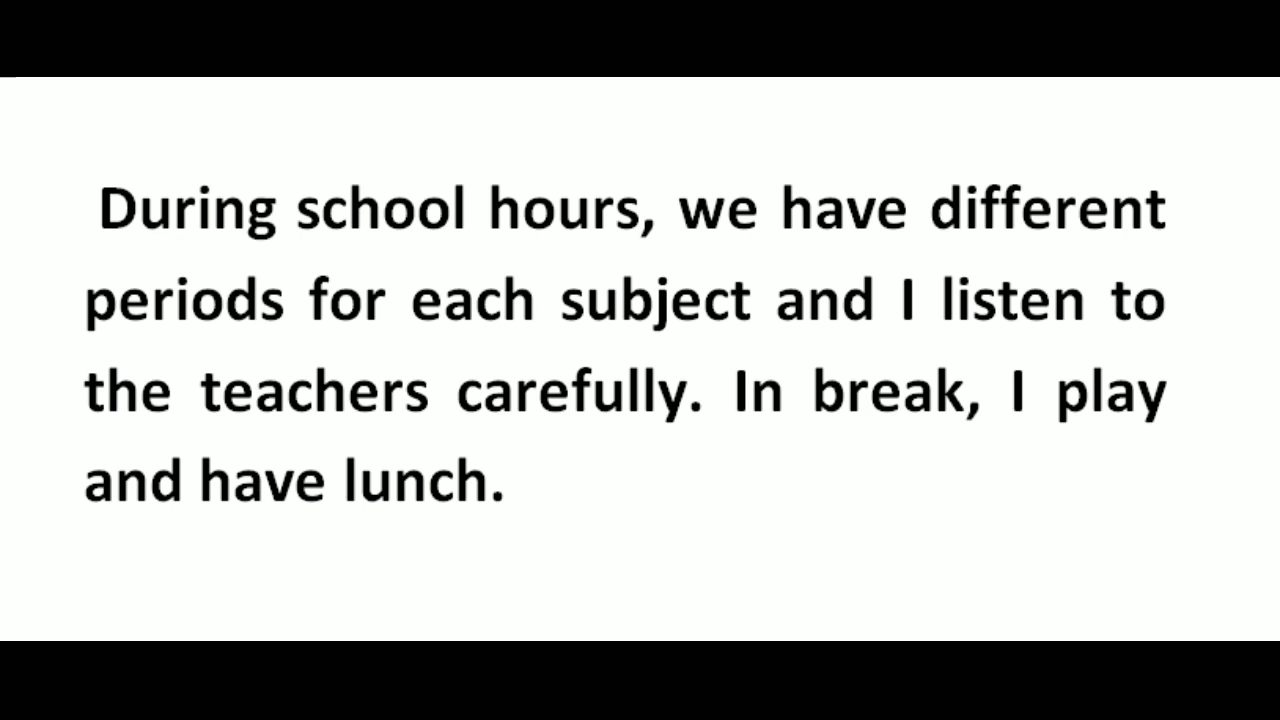 During school hours, we have different
periods for each subject and I listen to
the teachers carefully. In break, I play
and have lunch.